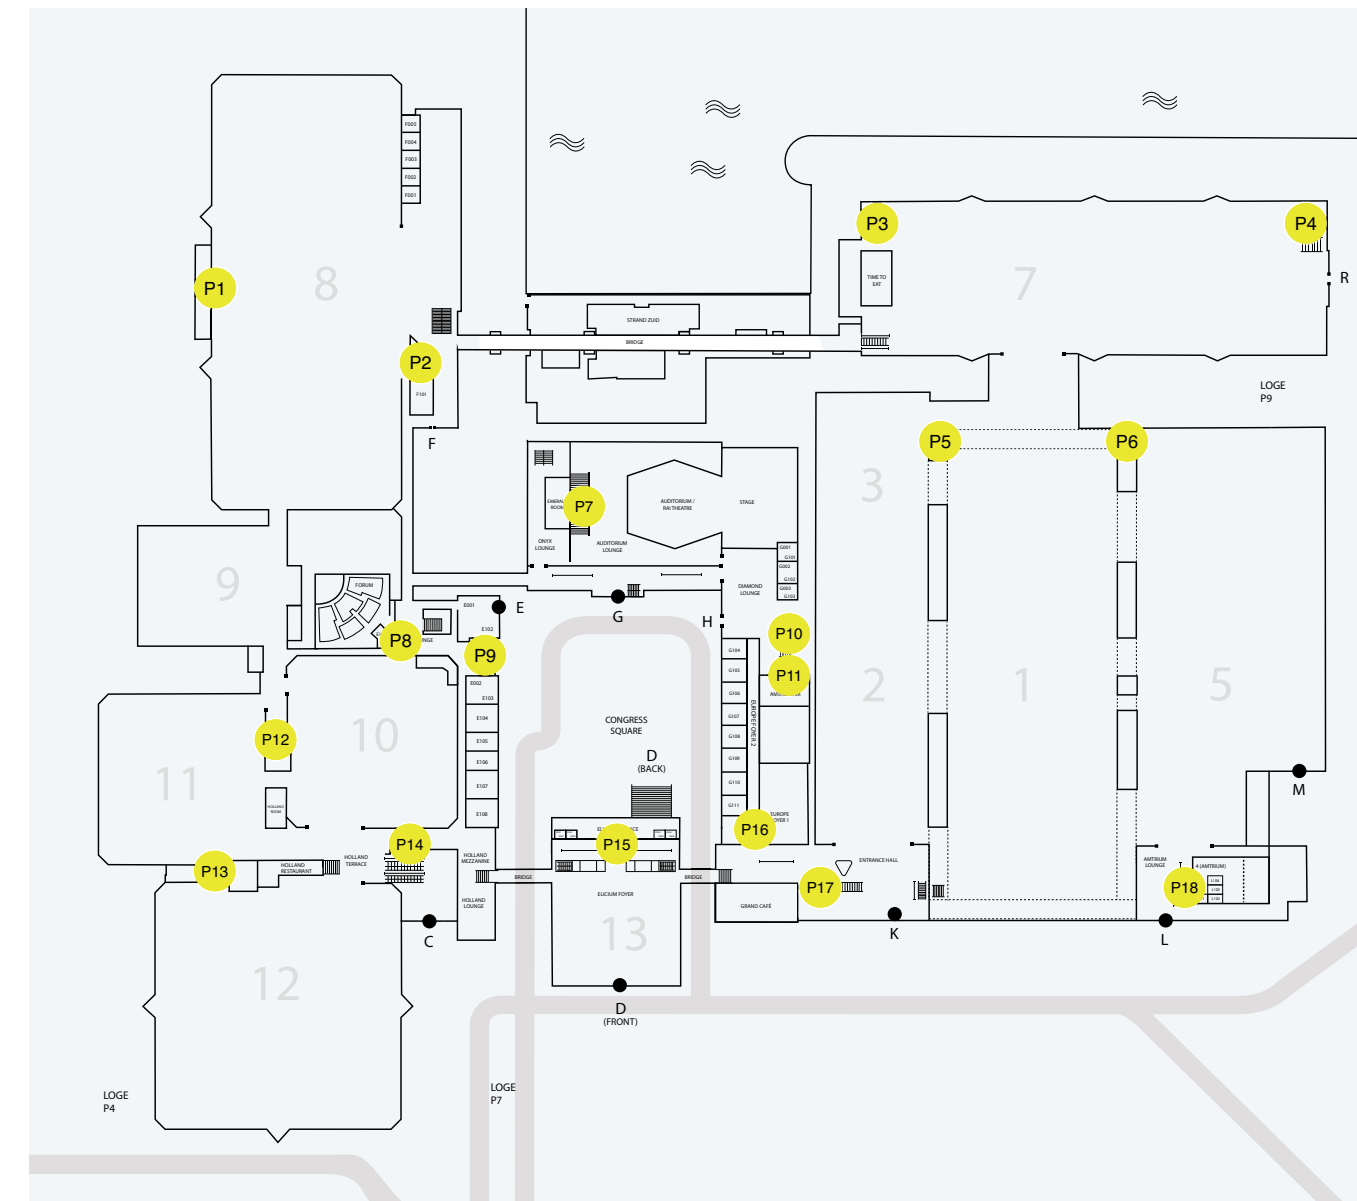 F005
F004
F003
F002
F001
P3
P4
8
P1
7
R
TIME TO
EAT
STRAND ZUID
BRIDGE
P2
F101
LOGE
P9
F
P5
P6
3
P7
ONYX
LOUNGE
AUDITORIUM
LOUNGE
AUDITORIUM /
RAI THEATRE
STAGE
G001
G101
G002
G102
G003
G103
DIAMOND
LOUNGE
9
FORUM
E001
E102
E
G
H
P8
P9
P10
P11
G104
G105
G106
G107
G108
G109
G110
G111
EUROPE FOYER 2
2
1
5
E002
E103
E104
E105
E106
E107
E108
10
P12
11
HOLLAND
ROOM
CONGRESS
SQUARE
D
(BACK)
M
P14
P15
P16
P13
HOLLAND
RESTAURANT
HOLLAND
TERRACE
HOLLAND
MEZZANINE
HOLLAND
LOUNGE
BRIDGE
ELICIUM FOYER
BRIDGE
13
GRAND CAFÉ
P17
ENTRANCE HALL
K
AMTRIUM
LOUNGE
4 (AMTRIUM)
P18
L
C
12
D
(FRONT)
LOGE
P4
LOGE
P7